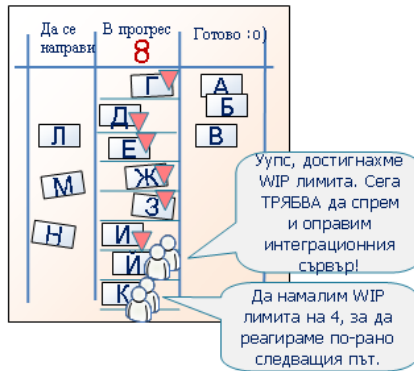 Да се
направи
В прогрес
8
Готово :о)
Г
Д
Е
Ж
З
И
Й
К
А
Б
В
Л
М
Н
Уупс, достигнахме
WIP лимита. Сега
ТРЯБВА да спрем
и оправим
интеграционния
сървър!
Да намалим WIP
лимита на 4, за да
реагираме по-рано
следващия път.